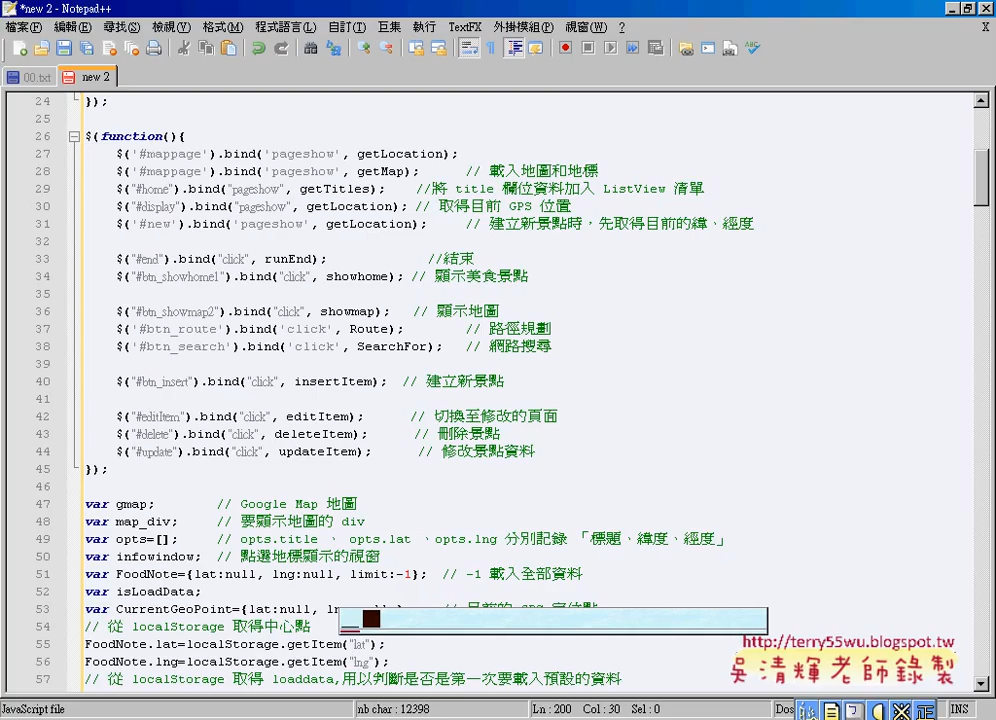 *new 2 - Notepad++
檔案(F) 編輯(E) 尋找(S) 檢視(V) 格式(M) 程式語言(L) 自訂(T) 巨集 執行 TextFX 外掛模組(P) 視窗(W) ? X
00.txt new 2
24 });
25
26 $(function(){
27 $('#mappage').bind('pageshow', getLocation);
28 $('#mappage').bind('pageshow', getMap); // 載入地圖和地標
29 $("#home").bind("pageshow", getTitles); //將 title 欄位資料加入 ListView 清單
30 $("#display").bind("pageshow", getLocation); // 取得目前 GPS 位置
31 $('#new').bind('pageshow', getLocation); // 建立新景點時，先取得目前的緯、經度
32
33 $("#end").bind("click", runEnd); //結束
34 $("#btn_showhome1").bind("click", showhome); // 顯示美食景點
35
36 $("#btn_showmap2").bind("click", showmap); // 顯示地圖
37 $('#btn_route').bind('click', Route); // 路徑規劃
38 $('#btn_search').bind('click', SearchFor); // 網路搜尋
39
40 $("#btn_insert").bind("click", insertItem); // 建立新景點
41
42 $("#editItem").bind("click", editItem); // 切換至修改的頁面
43 $("#delete").bind("click", deleteItem); // 刪除景點
44 $("#update").bind("click", updateItem); // 修改景點資料
45 });
46
47 var gmap; // Google Map 地圖
48 var map_div; // 要顯示地圖的 div
49 var opts=[]; // opts.title 、 opts.lat 、opts.lng 分別記錄 「標題、緯度、經度」
50 var infowindow; // 點選地標顯示的視窗
51 var FoodNote={lat:null, lng:null, limit:-1}; // -1 載入全部資料
52 var isLoadData;
53 var CurrentGeoPoint={lat:null,
54 // 從 localStorage 取得中心點
55 FoodNote.lat=localStorage.getItem("lat");
56 FoodNote.lng=localStorage.getItem("lng");
57 // 從 localStorage 取得 loaddata,用以判斷是否是第一次要載入預設的資料
http://terry55wu.blogspot.tw
吳清輝老師錄製
JavaScript file nb char : 12398 Ln : 200 Col : 30 Sel : 0 Dos INS